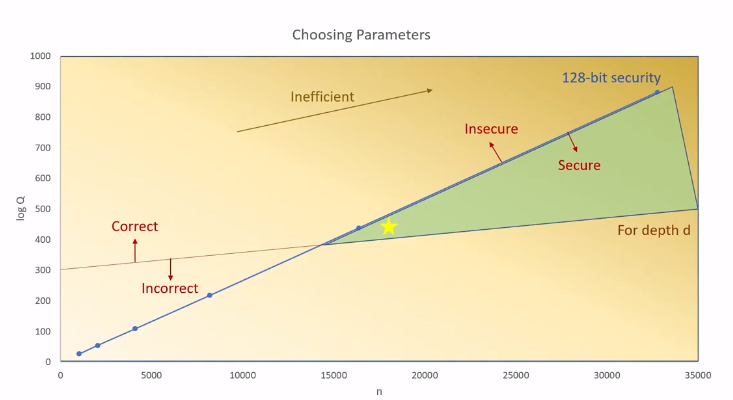 Choosing Parameters
1000
900
800
700
600
500
400
300
200
100
0
log Q
128-bit security
Inefficient
Insecure
Secure
Correct
For depth d
Incorrect
0 5000 10000 15000 20000 25000 30000 35000
n